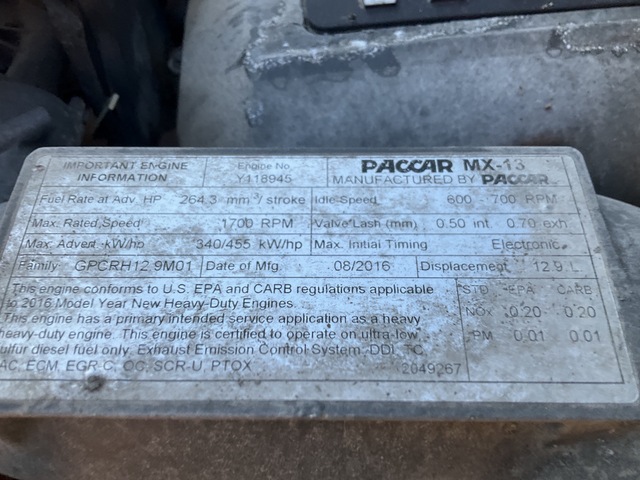 IMPORTANT ENGINE INFORMATION
Engine No.
Y118945
PACCAR MX-13
MANUFACTURED BY PACCAR
Fuel Rate at Adv. HP 264.3 mm³/stroke
Idle Speed 600 - 700 RPM
Max. Rated Speed 1700 RPM
Valve Lash (mm) 0.50 int 0.70 exh
Max. Advert. kW/hp 340/455 kW/hp
Max. Initial Timing Electronic
Family GPCRH12.9M01
Date of Mfg. 08/2016
Displacement 12.9 L
This engine conforms to U.S. EPA and CARB regulations applicable
to 2016 Model Year New Heavy-Duty Engines.
This engine has a primary intended service application as a heavy
heavy-duty engine. This engine is certified to operate on ultra-low
sulfur diesel fuel only. Exhaust Emission Control System: DDI, TC,
AC, ECM, EGR-C, OC, SCR-U, PTOX
2049267
STD EPA CARB
NOx 0.20 0.20
PM 0.01 0.01